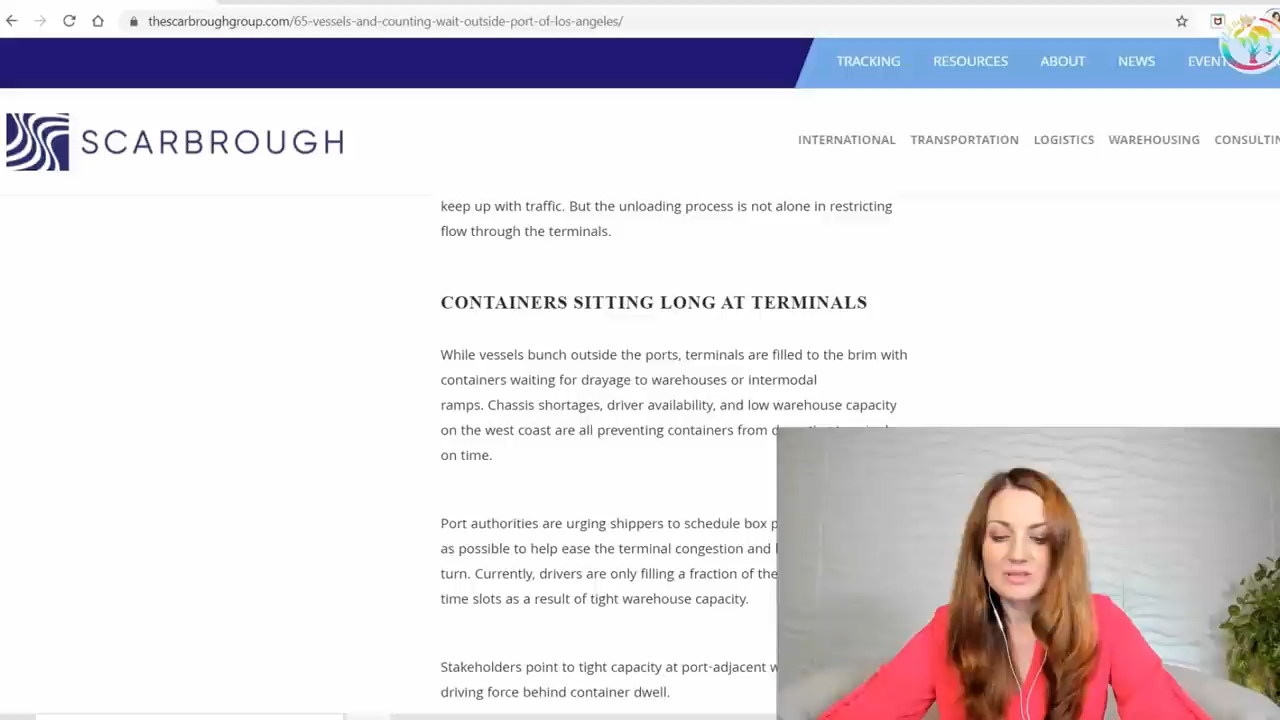 thescarbroughgroup.com/65-vessels-and-counting-wait-outside-port-of-los-angeles/
TRACKING RESOURCES ABOUT NEWS
SCARBROUGH
INTERNATIONAL TRANSPORTATION LOGISTICS WAREHOUSING
keep up with traffic. But the unloading process is not alone in restricting
flow through the terminals.
CONTAINERS SITTING LONG AT TERMINALS
While vessels bunch outside the ports, terminals are filled to the brim with
containers waiting for drayage to warehouses or intermodal
ramps. Chassis shortages, driver availability, and low warehouse capacity
on the west coast are all preventing containers from
on time.
Port authorities are urging shippers to schedule box
as possible to help ease the terminal congestion and
turn. Currently, drivers are only filling a fraction of the
time slots as a result of tight warehouse capacity.
Stakeholders point to tight capacity at port-adjacent
driving force behind container dwell.